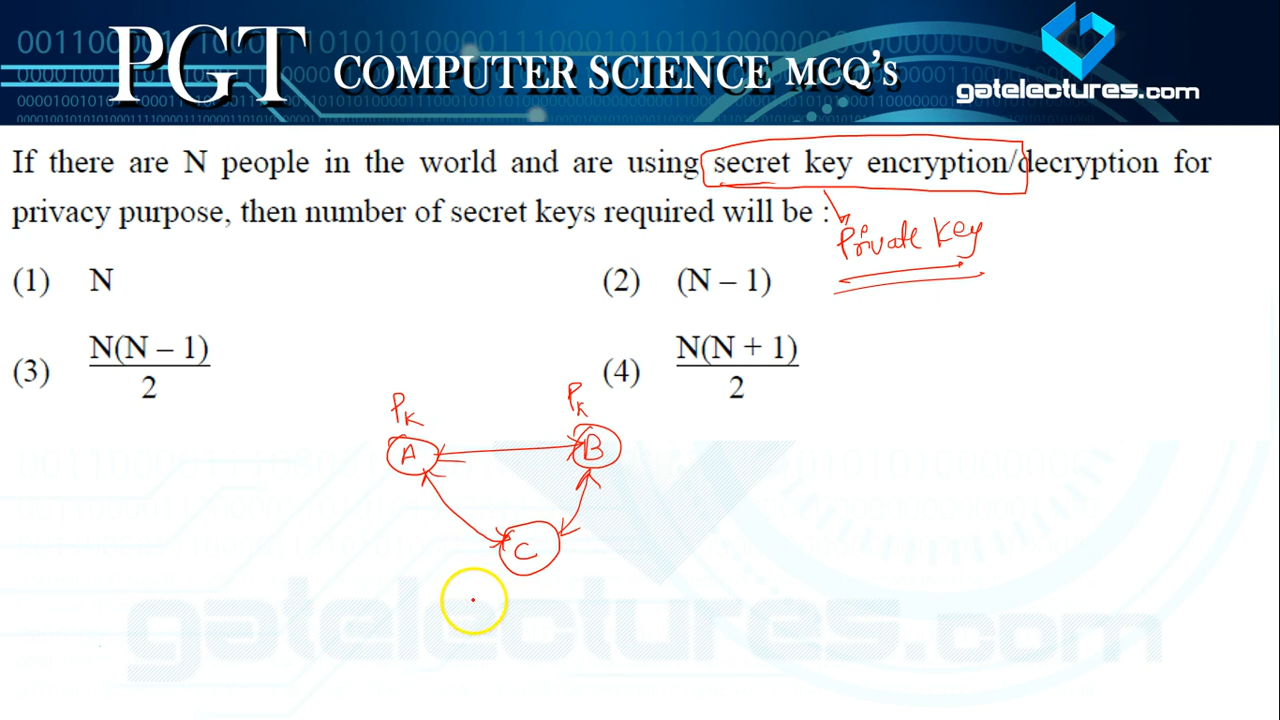 PGT COMPUTER SCIENCE MCQ'S
gatelectures.com
If there are N people in the world and are using secret key encryption/decryption for
privacy purpose, then number of secret keys required will be :
Private Key
(1) N
(2) (N – 1)
(3) N(N – 1)
2
(4) N(N + 1)
2
PK
PK
A
B
C
gatelectures.com